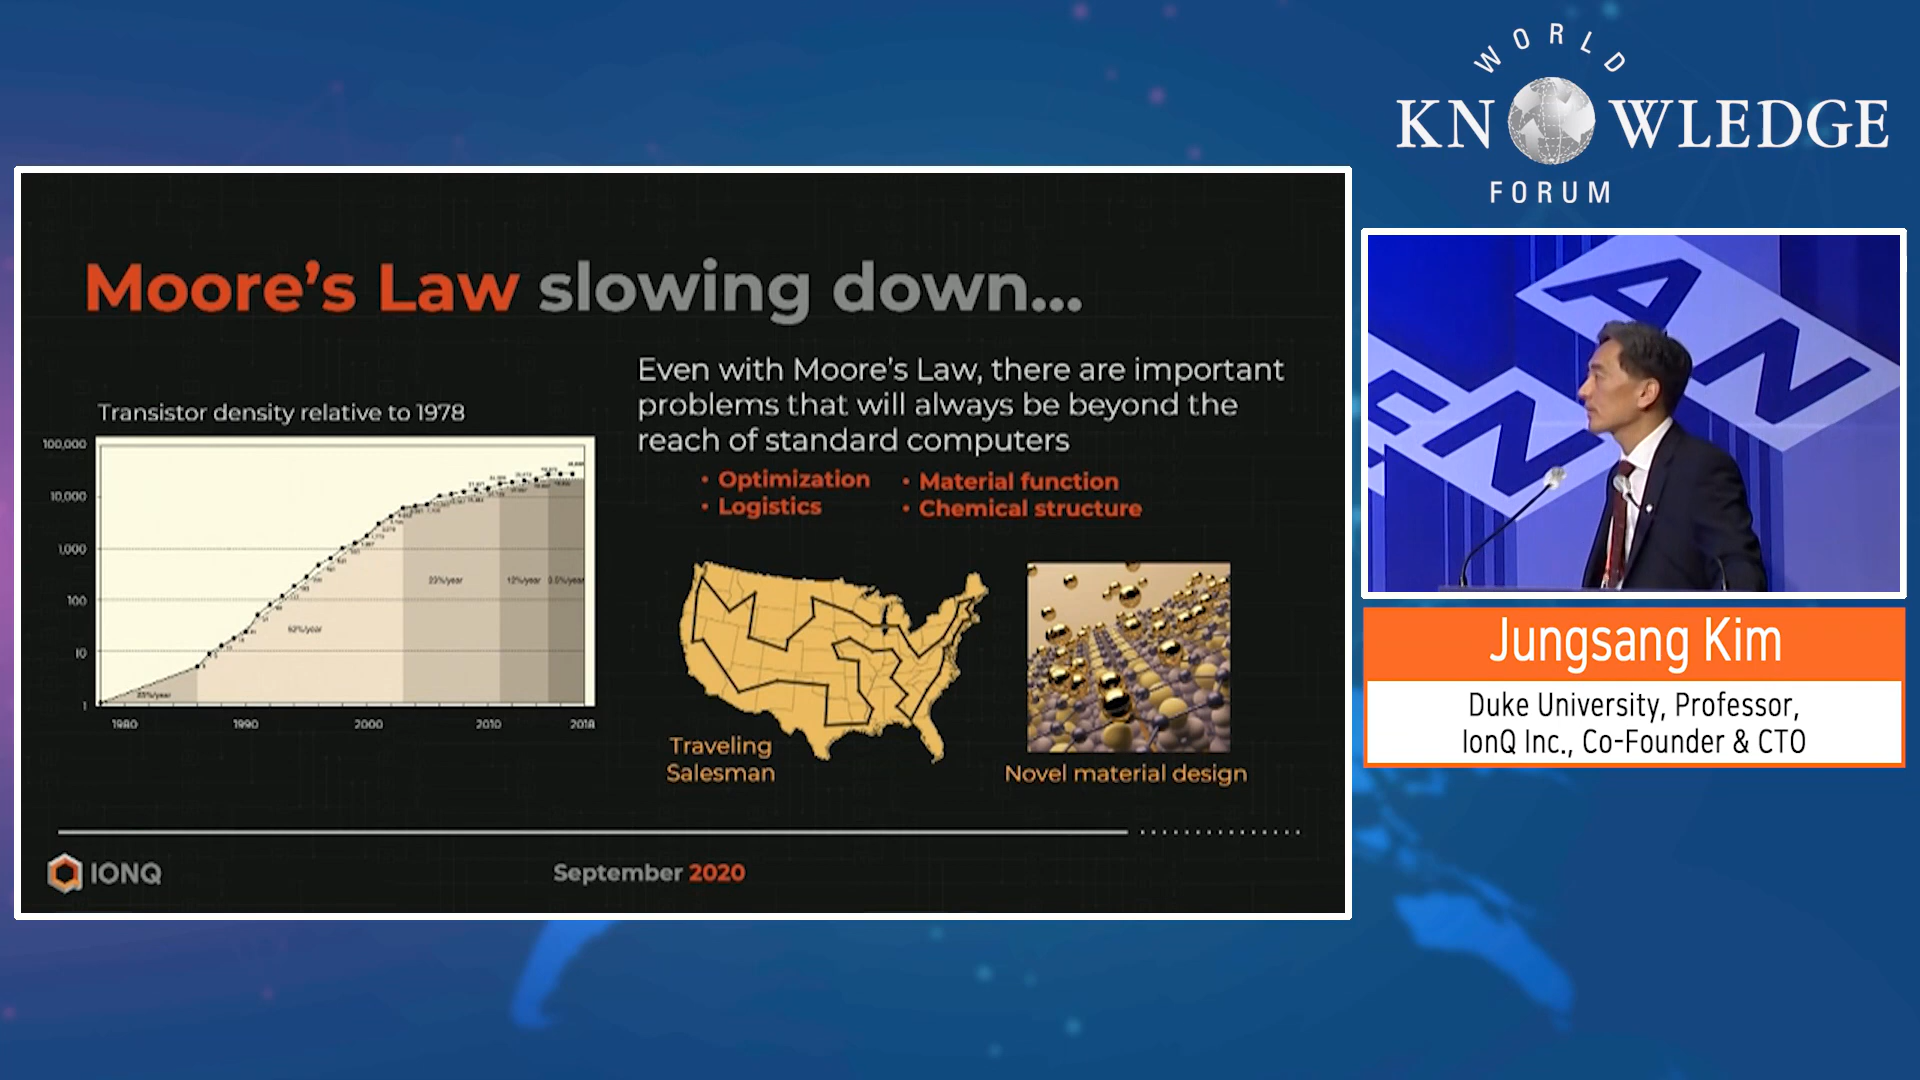 WORLD
KNOWLEDGE
FORUM
Moore's Law slowing down...
Even with Moore's Law, there are important
problems that will always be beyond the
reach of standard computers
• Optimization
• Logistics
• Material function
• Chemical structure
Transistor density relative to 1978
100,000
10,000
1,000
100
10
1
1980
1990
2000
2010
2018
25%/year
52%/year
23%/year
12%/year
3.5%/year
Traveling
Salesman
Novel material design
IONQ
September 2020
AN
Jungsang Kim
Duke University, Professor,
IonQ Inc., Co-Founder & CTO